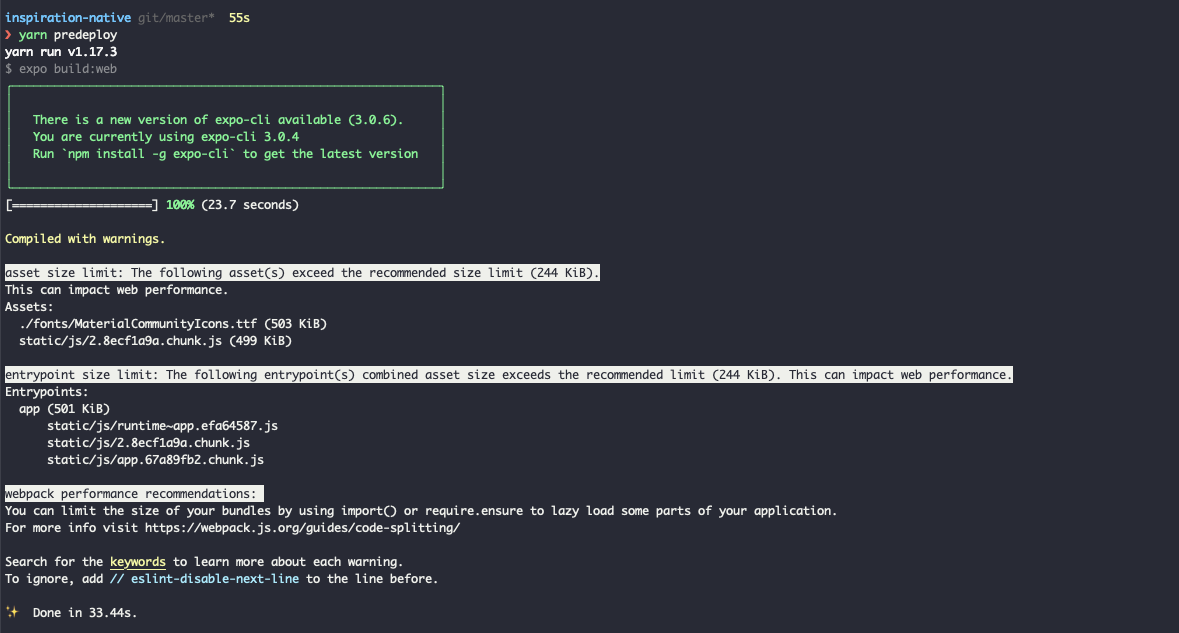 inspiration-native git/master* 55s
❯ yarn predeploy
yarn run v1.17.3
$ expo build:web
There is a new version of expo-cli available (3.0.6).
You are currently using expo-cli 3.0.4
Run `npm install -g expo-cli` to get the latest version
[====================] 100% (23.7 seconds)
Compiled with warnings.
asset size limit: The following asset(s) exceed the recommended size limit (244 KiB).
This can impact web performance.
Assets:
./fonts/MaterialCommunityIcons.ttf (503 KiB)
static/js/2.8ecf1a9a.chunk.js (499 KiB)
entrypoint size limit: The following entrypoint(s) combined asset size exceeds the recommended limit (244 KiB). This can impact web performance.
Entrypoints:
app (501 KiB)
static/js/runtime~app.efa64587.js
static/js/2.8ecf1a9a.chunk.js
static/js/app.67a89fb2.chunk.js
webpack performance recommendations:
You can limit the size of your bundles by using import() or require.ensure to lazy load some parts of your application.
For more info visit https://webpack.js.org/guides/code-splitting/
Search for the keywords to learn more about each warning.
To ignore, add // eslint-disable-next-line to the line before.
✨ Done in 33.44s.